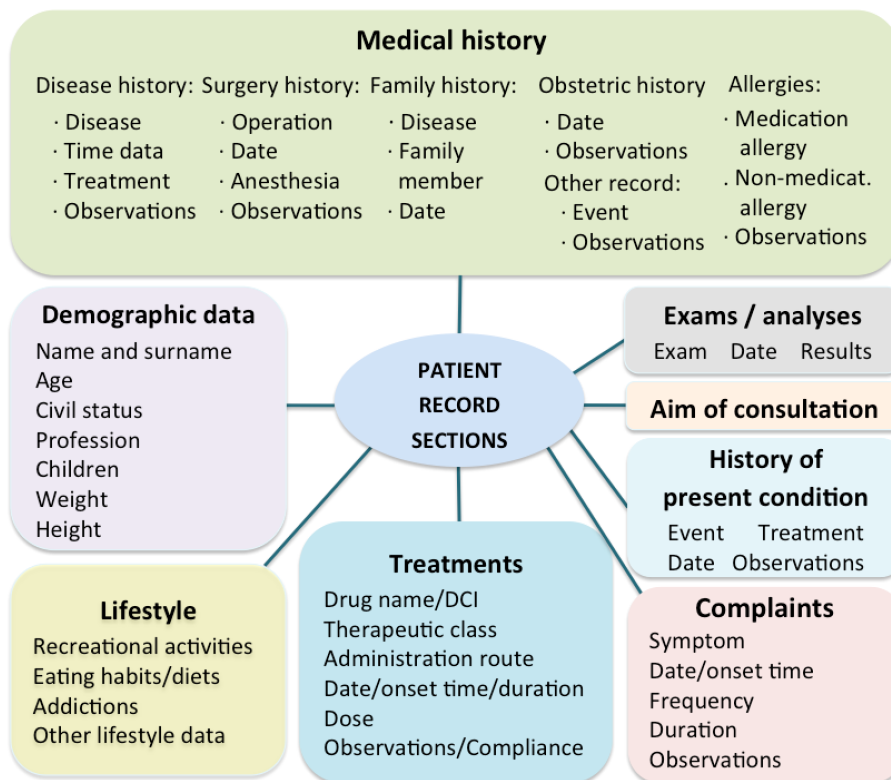 Medical history
Disease history:
· Disease
· Time data
· Treatment
· Observations
Surgery history:
· Operation
· Date
· Anesthesia
· Observations
Family history:
· Disease
· Family
member
· Date
Obstetric history
· Date
· Observations
Other record:
· Event
· Observations
Allergies:
· Medication
allergy
. Non-medicat.
allergy
· Observations
Demographic data
Name and surname
Age
Civil status
Profession
Children
Weight
Height
PATIENT
RECORD
SECTIONS
Exams / analyses
Exam Date Results
Aim of consultation
History of
present condition
Event Treatment
Date Observations
Lifestyle
Recreational activities
Eating habits/diets
Addictions
Other lifestyle data
Treatments
Drug name/DCI
Therapeutic class
Administration route
Date/onset time/duration
Dose
Observations/Compliance
Complaints
Symptom
Date/onset time
Frequency
Duration
Observations